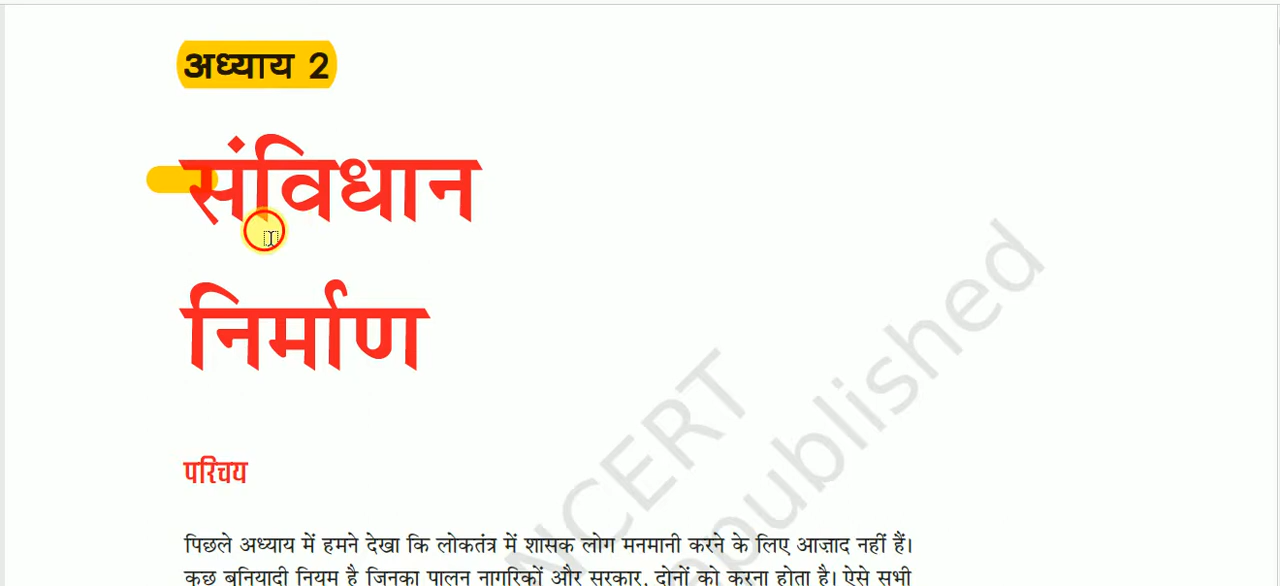 अध्याय 2
संविधान
निर्माण
परिचय
पिछले अध्याय में हमने देखा कि लोकतंत्र में शासक लोग मनमानी करने के लिए आज़ाद नहीं हैं।
कुछ बुनियादी नियम है जिनका पालन नागरिकों और सरकार, दोनों को करना होता है। ऐसे सभी
NCERT
republished